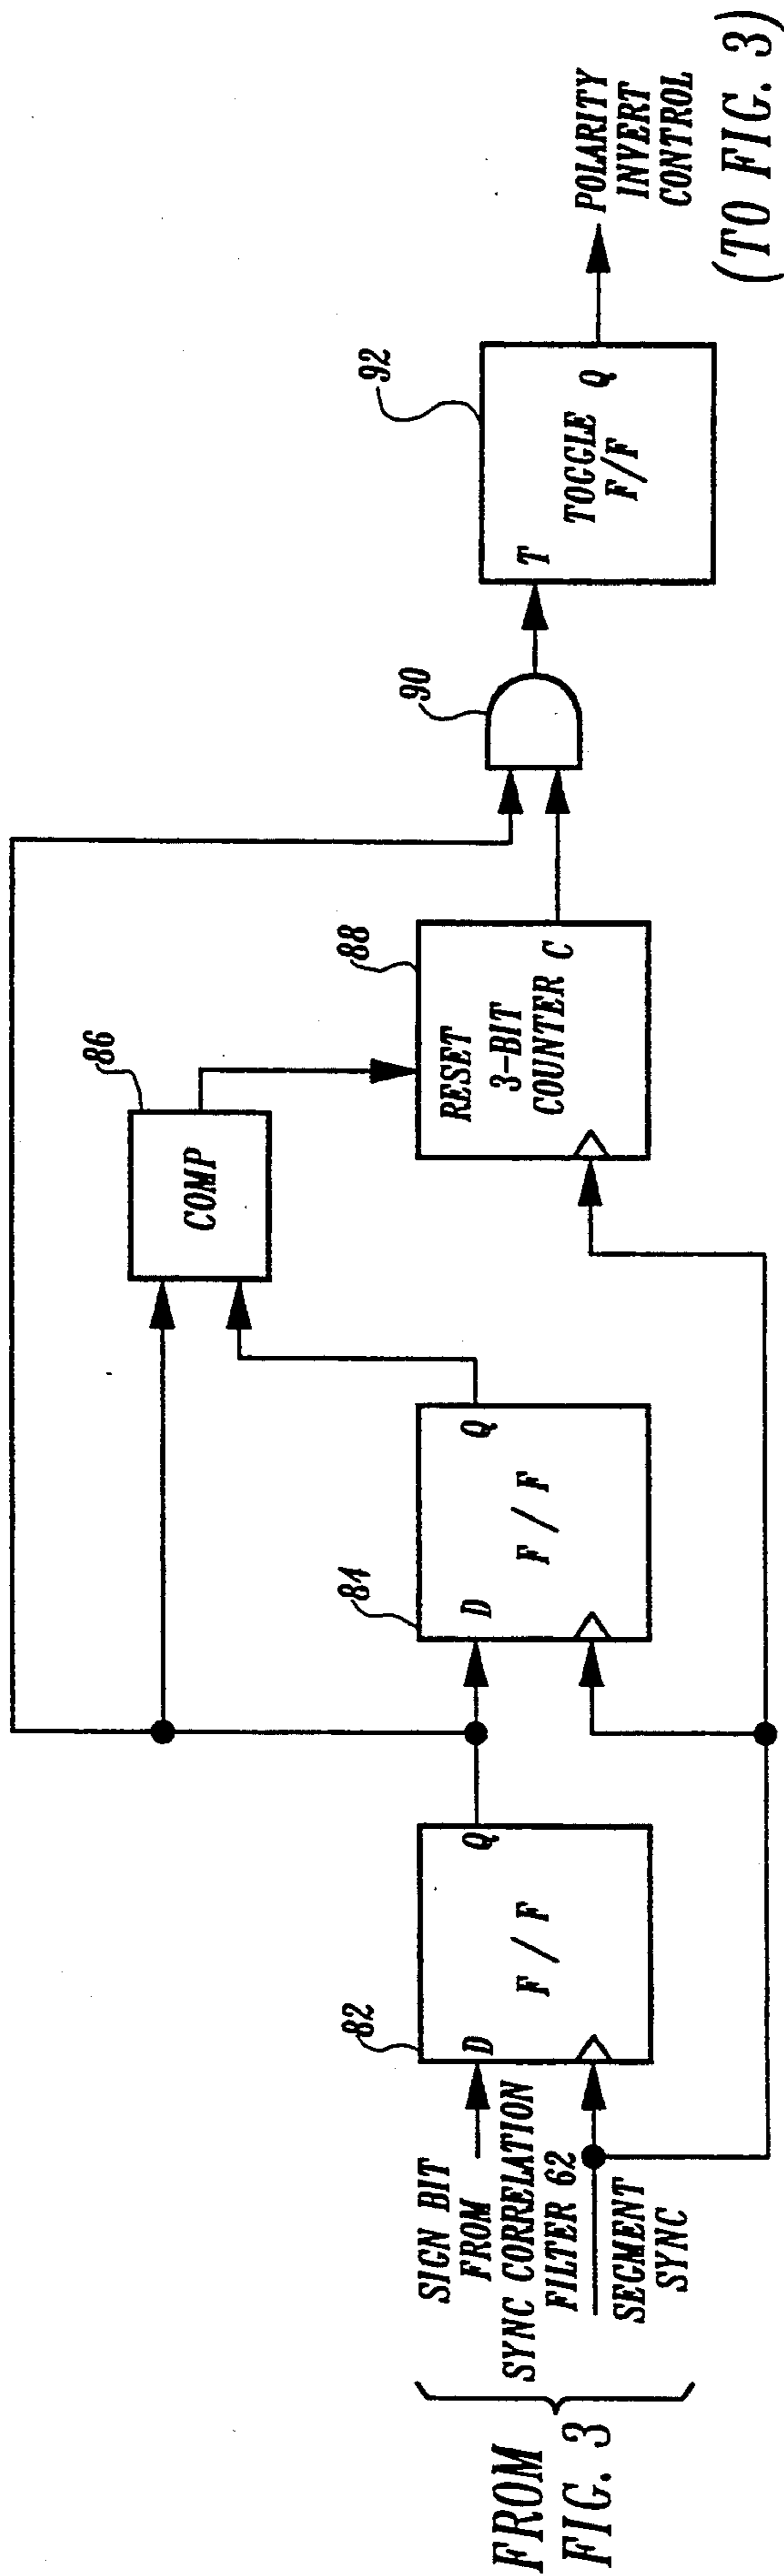 FROM
FIG. 3
SIGN BIT
FROM
SYNC CORRELATION
FILTER 62
SEGMENT
SYNC
82
D
Q
F / F
84
D
Q
F / F
86
COMP
88
RESET
3-BIT
COUNTER C
90
92
T
TOGGLE
F/F
Q
POLARITY
INVERT
CONTROL
(TO FIG. 3)